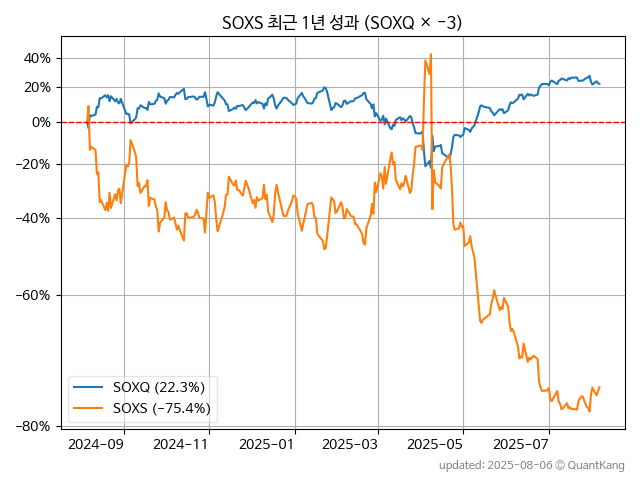 SOXS 최근 1년 성과 (SOXQ × −3)
40%
20%
0%
−20%
−40%
−60%
−80%
SOXQ (22.3%)
SOXS (−75.4%)
2024-09 2024-11 2025-01 2025-03 2025-05 2025-07
updated: 2025-08-06 © QuantKang